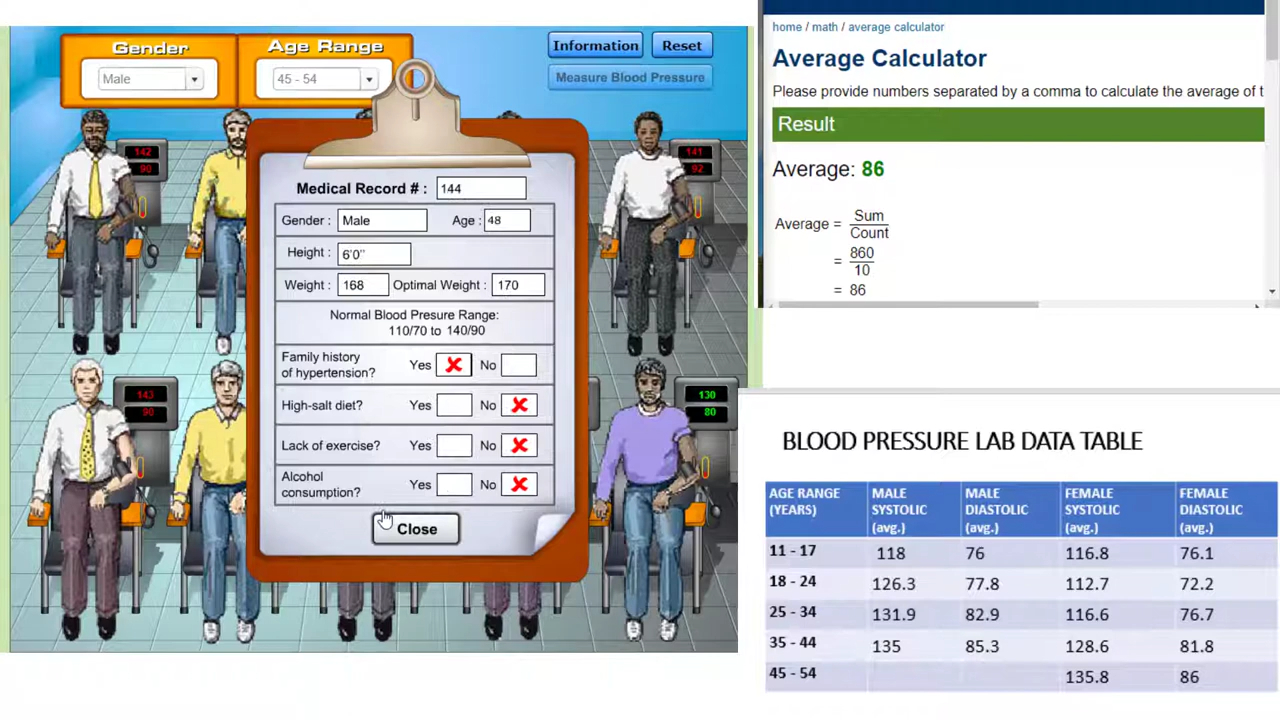 Gender
Age Range
Male
45 - 54
Information
Reset
Measure Blood Pressure
142
90
141
92
143
90
130
80
Medical Record # :
144
Gender :
Male
Age :
48
Height :
6'0''
Weight :
168
Optimal Weight :
170
Normal Blood Presure Range:
110/70 to 140/90
Family history
of hypertension?
Yes
No
High-salt diet?
Yes
No
Lack of exercise?
Yes
No
Alcohol
consumption?
Yes
No
Close
home / math / average calculator
Average Calculator
Please provide numbers separated by a comma to calculate the average of t
Result
Average: 86
Average = Sum
Count
= 860
10
= 86
BLOOD PRESSURE LAB DATA TABLE
AGE RANGE
(YEARS)
MALE
SYSTOLIC
(avg.)
MALE
DIASTOLIC
(avg.)
FEMALE
SYSTOLIC
(avg.)
FEMALE
DIASTOLIC
(avg.)
11 - 17 118 76 116.8 76.1
18 - 24 126.3 77.8 112.7 72.2
25 - 34 131.9 82.9 116.6 76.7
35 - 44 135 85.3 128.6 81.8
45 - 54 135.8 86